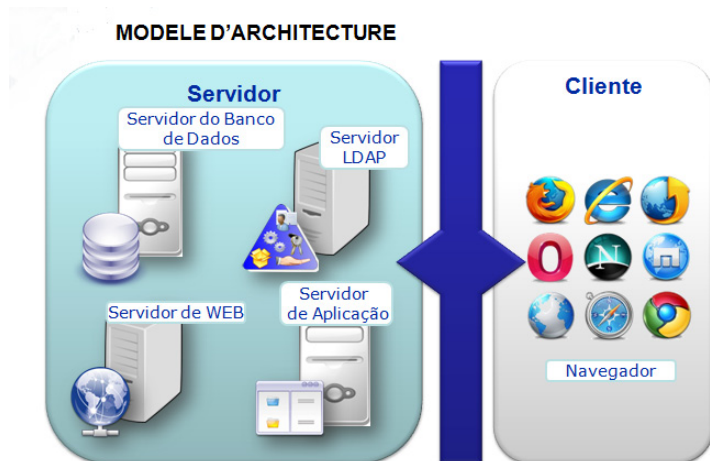 MODELE D'ARCHITECTURE
Servidor
Servidor do Banco
de Dados
Servidor
LDAP
Servidor de WEB
Servidor
de Aplicação
Cliente
Navegador